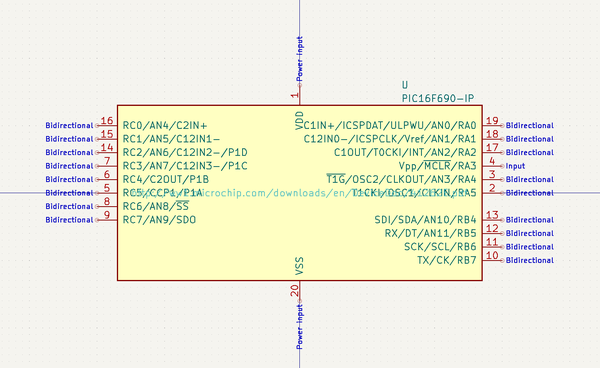 Power input
U
PIC16F690-IP
1
VDD
Bidirectional 16 RC0/AN4/C2IN+
C1IN+/ICSPDAT/ULPWU/AN0/RA0 19 Bidirectional
Bidirectional 15 RC1/AN5/C12IN1-
C12IN0-/ICSPCLK/Vref/AN1/RA1 18 Bidirectional
Bidirectional 14 RC2/AN6/C12IN2-/P1D
C1OUT/TOCKI/INT/AN2/RA2 17 Bidirectional
Bidirectional 7 RC3/AN7/C12IN3-/P1C
Vpp/MCLR/RA3 4 Input
Bidirectional 6 RC4/C2OUT/P1B
T1G/OSC2/CLKOUT/AN3/RA4 3 Bidirectional
Bidirectional 5 RC5/CCP1/P1A
T1CKI/OSC1/CLKIN/RA5 2 Bidirectional
microchip.com/downloads/en/
Bidirectional 8 RC6/AN8/SS
Bidirectional 9 RC7/AN9/SDO
SDI/SDA/AN10/RB4 13 Bidirectional
RX/DT/AN11/RB5 12 Bidirectional
SCK/SCL/RB6 11 Bidirectional
TX/CK/RB7 10 Bidirectional
VSS
20
Power input